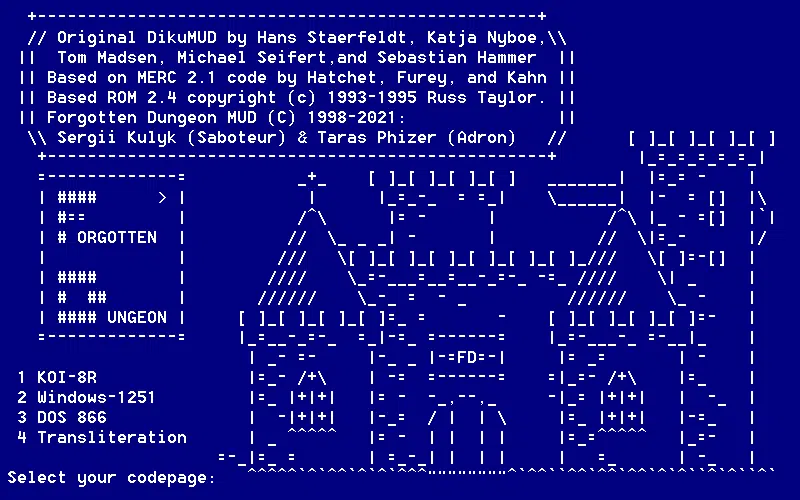 Original DikuMUD by Hans Staerfeldt, Katja Nyboe,
Tom Madsen, Michael Seifert,and Sebastian Hammer
Based on MERC 2.1 code by Hatchet, Furey, and Kahn
Based ROM 2.4 copyright (c) 1993-1995 Russ Taylor.
Forgotten Dungeon MUD (C) 1998-2021:
Sergii Kulyk (Saboteur) & Taras Phizer (Adron)
ORGOTTEN
UNGEON
FD
1 KOI-8R
2 Windows-1251
3 DOS 866
4 Transliteration
Select your codepage: